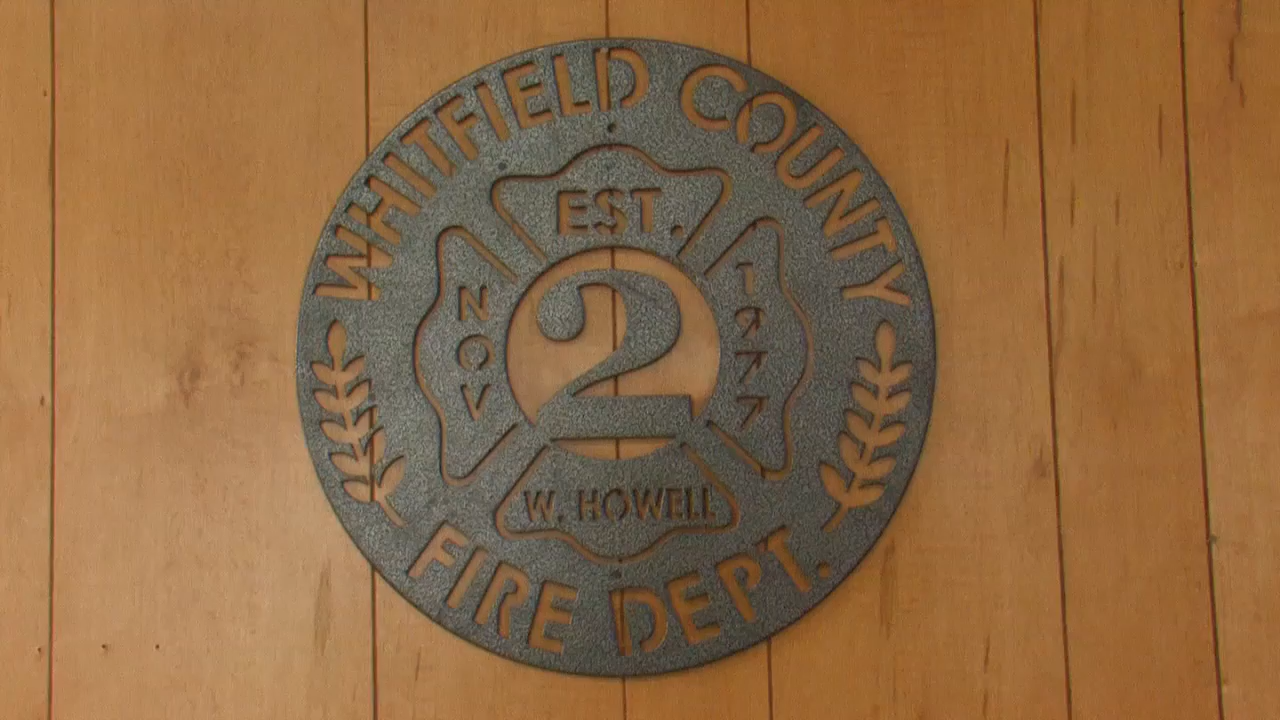 WHITFIELD COUNTY
EST.
NOV
2
1977
W. HOWELL
FIRE DEPT.